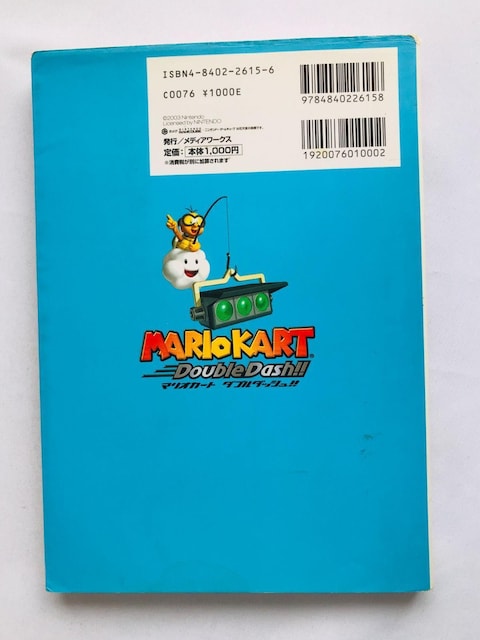 ISBN4-8402-2615-6
C0076 ¥1000E
9784840226158
1920076010002
©2003 Nintendo
Licensed by NINTENDO
発行/メディアワークス
定価: 本体1,000円
※消費税が別に加算されます
MARIOKART
Double Dash!!
マリオカート ダブルダッシュ!!